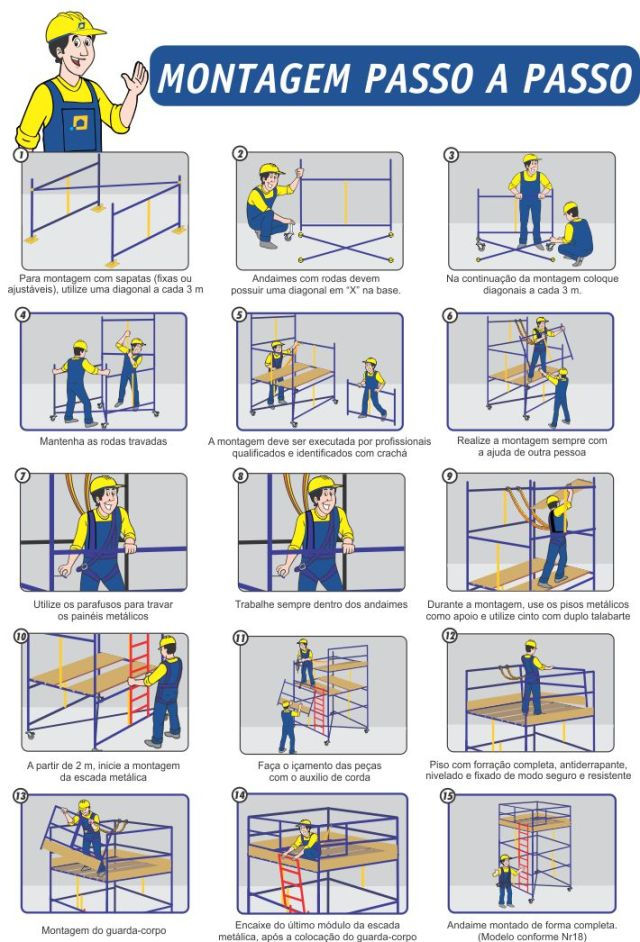 MONTAGEM PASSO A PASSO
1
Para montagem com sapatas (fixas ou
ajustáveis), utilize uma diagonal a cada 3 m
2
Andaimes com rodas devem
possuir uma diagonal em “X” na base.
3
Na continuação da montagem coloque
diagonais a cada 3 m.
4
Mantenha as rodas travadas
5
A montagem deve ser executada por profissionais
qualificados e identificados com crachá
6
Realize a montagem sempre com
a ajuda de outra pessoa
7
Utilize os parafusos para travar
os painéis metálicos
8
Trabalhe sempre dentro dos andaimes
9
Durante a montagem, use os pisos metálicos
como apoio e utilize cinto com duplo talabarte
10
A partir de 2 m, inicie a montagem
da escada metálica
11
Faça o içamento das peças
com o auxilio de corda
12
Piso com forração completa, antiderrapante,
nivelado e fixado de modo seguro e resistente
13
Montagem do guarda-corpo
14
Encaixe do último módulo da escada
metálica, após a colocação do guarda-corpo
15
Andaime montado de forma completa.
(Modelo conforme Nr18)